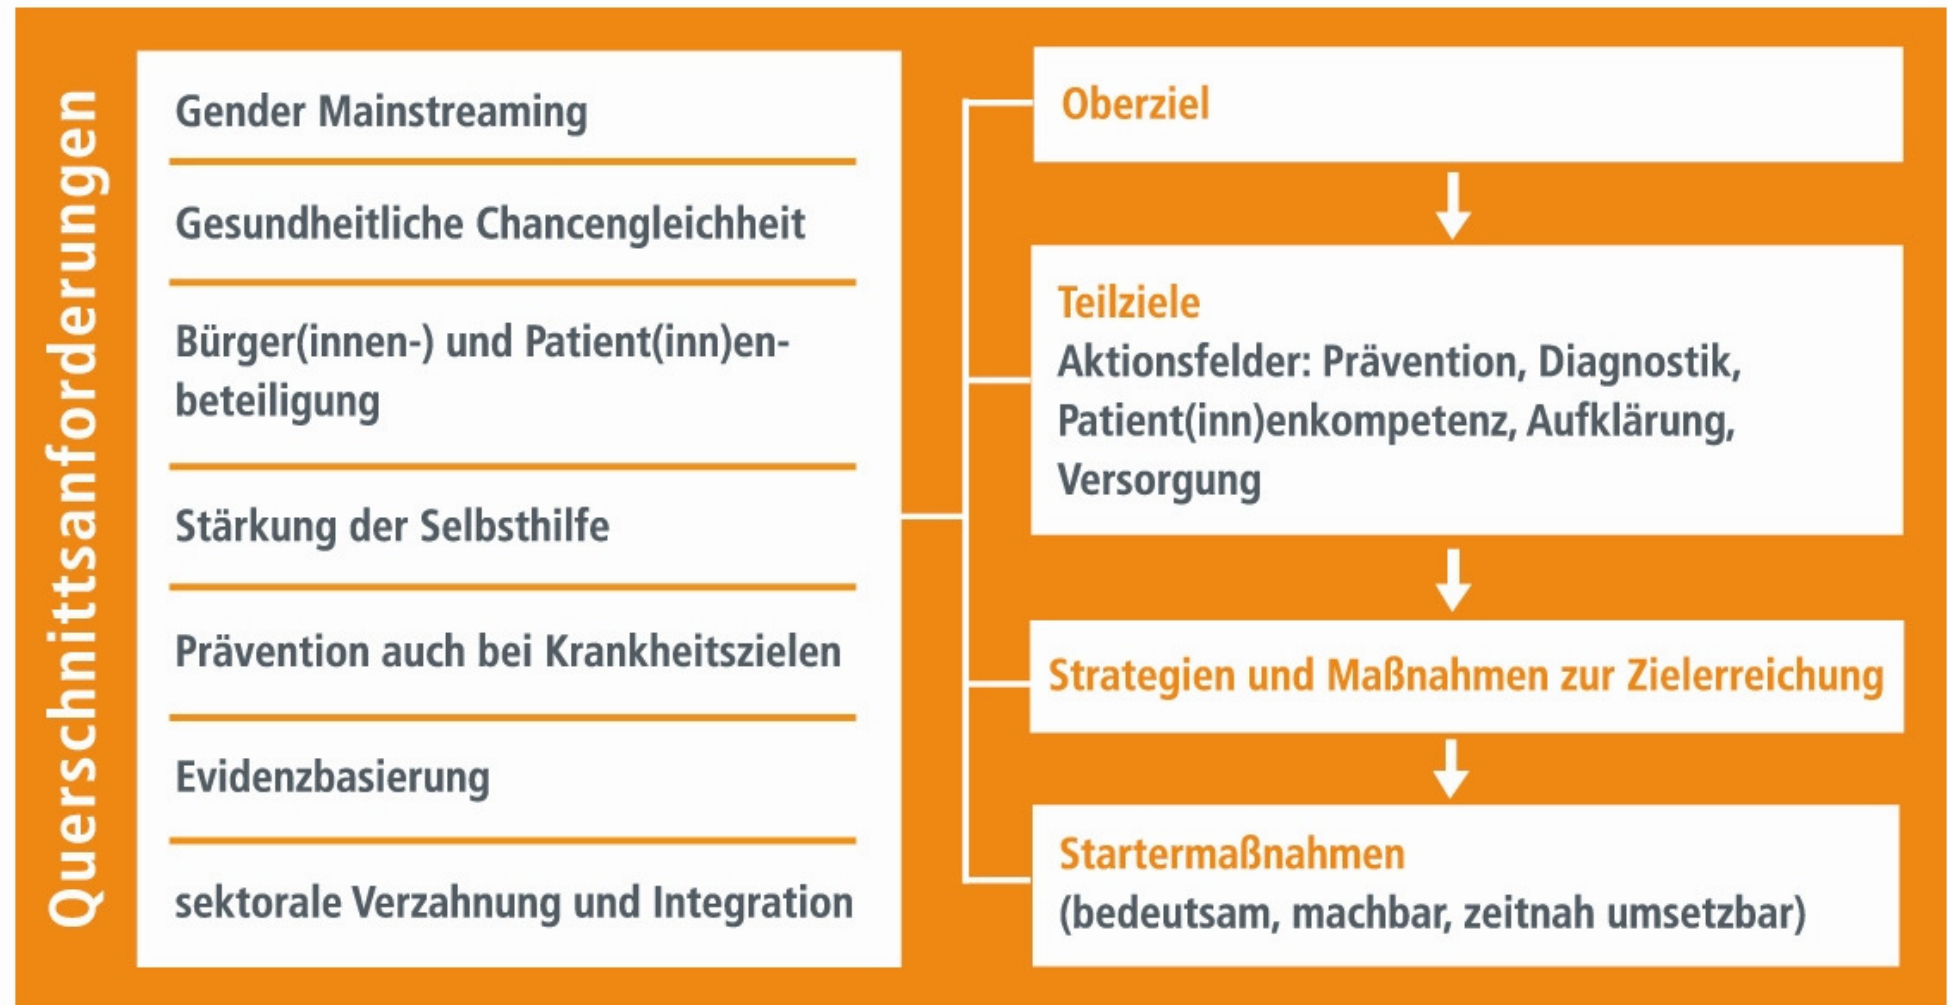 Querschnittsanforderungen
Gender Mainstreaming
Gesundheitliche Chancengleichheit
Bürger(innen-) und Patient(inn)en-
beteiligung
Stärkung der Selbsthilfe
Prävention auch bei Krankheitszielen
Evidenzbasierung
sektorale Verzahnung und Integration
Oberziel
Teilziele
Aktionsfelder: Prävention, Diagnostik,
Patient(inn)enkompetenz, Aufklärung,
Versorgung
Strategien und Maßnahmen zur Zielerreichung
Startermaßnahmen
(bedeutsam, machbar, zeitnah umsetzbar)